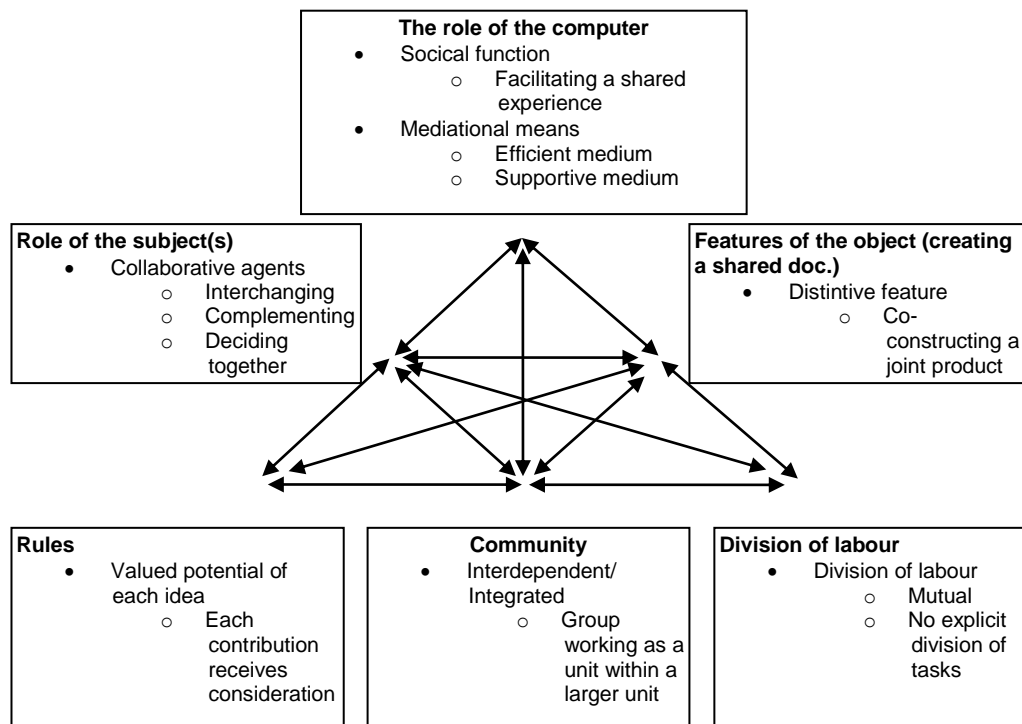 The role of the computer
• Socical function
o Facilitating a shared
experience
• Mediational means
o Efficient medium
o Supportive medium
Role of the subject(s)
• Collaborative agents
o Interchanging
o Complementing
o Deciding
together
Features of the object (creating
a shared doc.)
• Distintive feature
o Co-
constructing a
joint product
Rules
• Valued potential of
each idea
o Each
contribution
receives
consideration
Community
• Interdependent/
Integrated
o Group
working as a
unit within a
larger unit
Division of labour
• Division of labour
o Mutual
o No explicit
division of
tasks